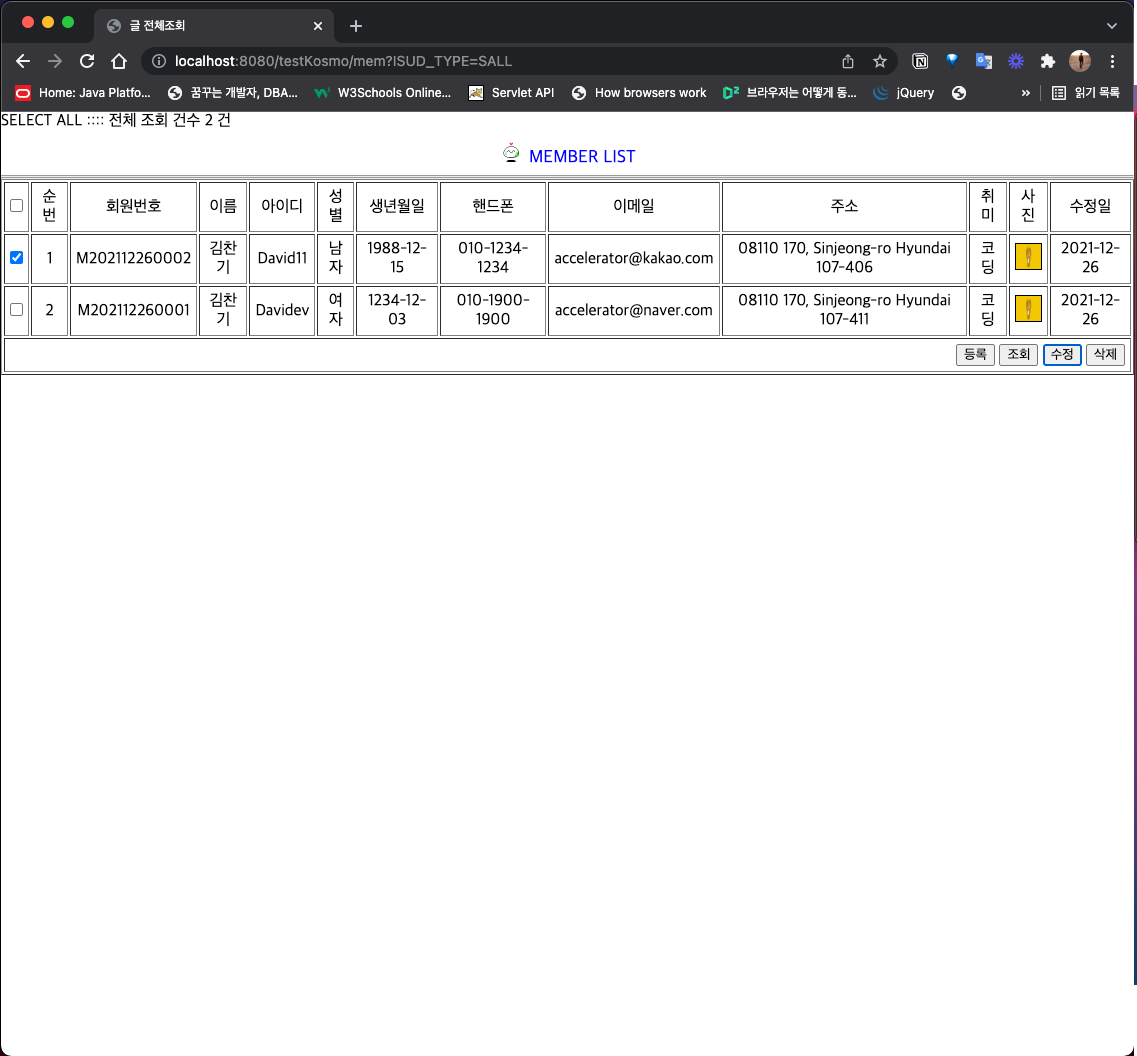 글 전체조회
localhost:8080/testKosmo/mem?ISUD_TYPE=SALL
Home: Java Platfo... 꿈꾸는 개발자, DBA... W3Schools Online... Servlet API How browsers work 브라우저는 어떻게 동... jQuery » 읽기 목록
SELECT ALL :::: 전체 조회 건수 2 건
MEMBER LIST
순번 회원번호 이름 아이디 성별 생년월일 핸드폰 이메일 주소 취미 사진 수정일
1 M202112260002 김찬기 David11 남자 1988-12-15 010-1234-1234 accelerator@kakao.com 08110 170, Sinjeong-ro Hyundai 107-406 코딩 2021-12-26
2 M202112260001 김찬기 Davidev 여자 1234-12-03 010-1900-1900 accelerator@naver.com 08110 170, Sinjeong-ro Hyundai 107-411 코딩 2021-12-26
등록 조회 수정 삭제